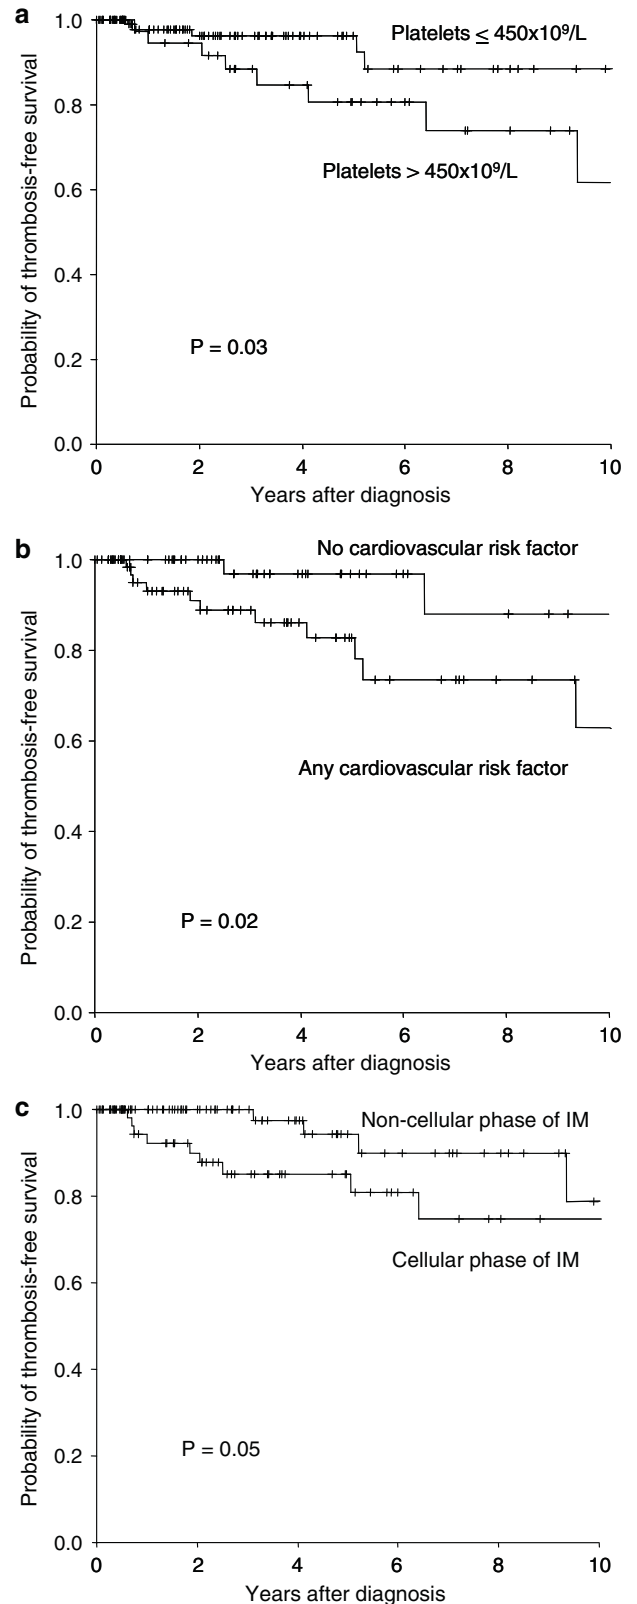 a
1.0
Platelets ≤ 450x10⁹/L
0.8
Platelets > 450x10⁹/L
0.6
0.4
P = 0.03
0.2
0.0
0 2 4 6 8 10
Probability of thrombosis-free survival
Years after diagnosis
b
No cardiovascular risk factor
1.0
0.8
0.6
Any cardiovascular risk factor
0.4
P = 0.02
0.2
0.0
0 2 4 6 8 10
Probability of thrombosis-free survival
Years after diagnosis
c
1.0
Non-cellular phase of IM
0.8
Cellular phase of IM
0.6
0.4
P = 0.05
0.2
0.0
0 2 4 6 8 10
Probability of thrombosis-free survival
Years after diagnosis